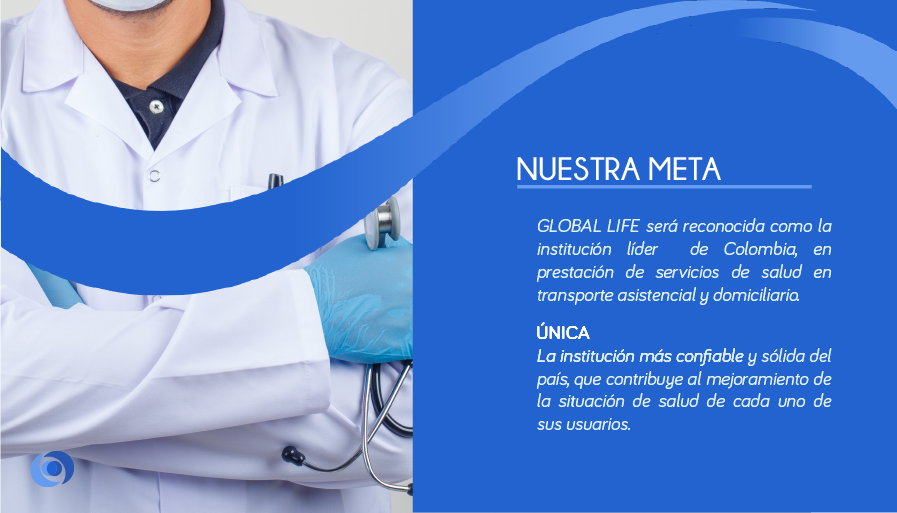 NUESTRA META
GLOBAL LIFE será reconocida como la
institución líder de Colombia, en
prestación de servicios de salud en
transporte asistencial y domiciliario.
ÚNICA
La institución más confiable y sólida del
país, que contribuye al mejoramiento de
la situación de salud de cada uno de
sus usuarios.